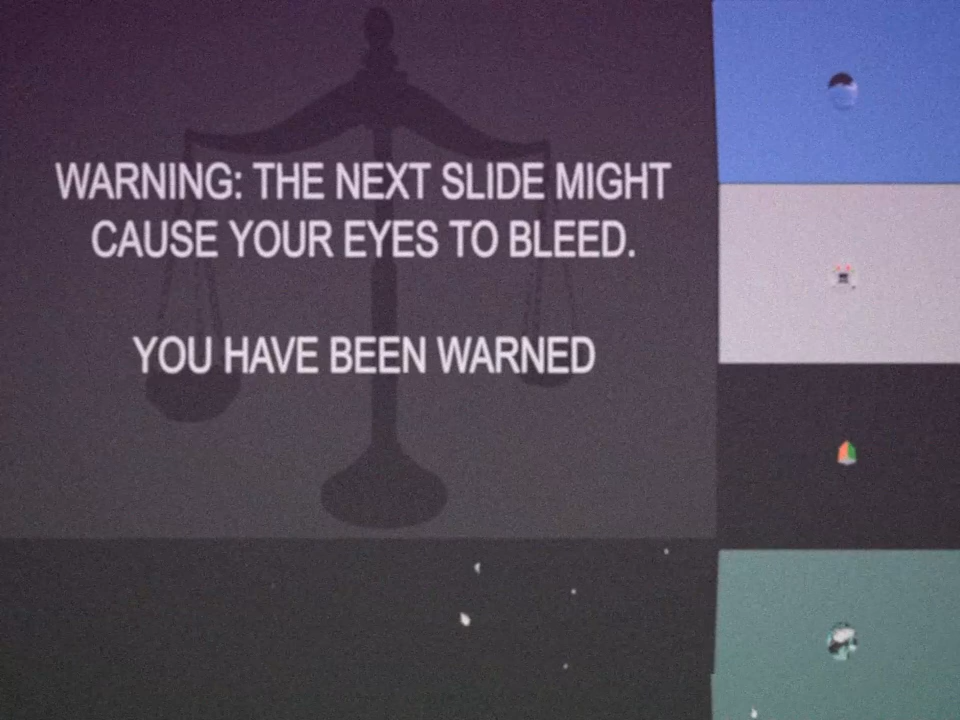 WARNING: THE NEXT SLIDE MIGHT
CAUSE YOUR EYES TO BLEED.
YOU HAVE BEEN WARNED